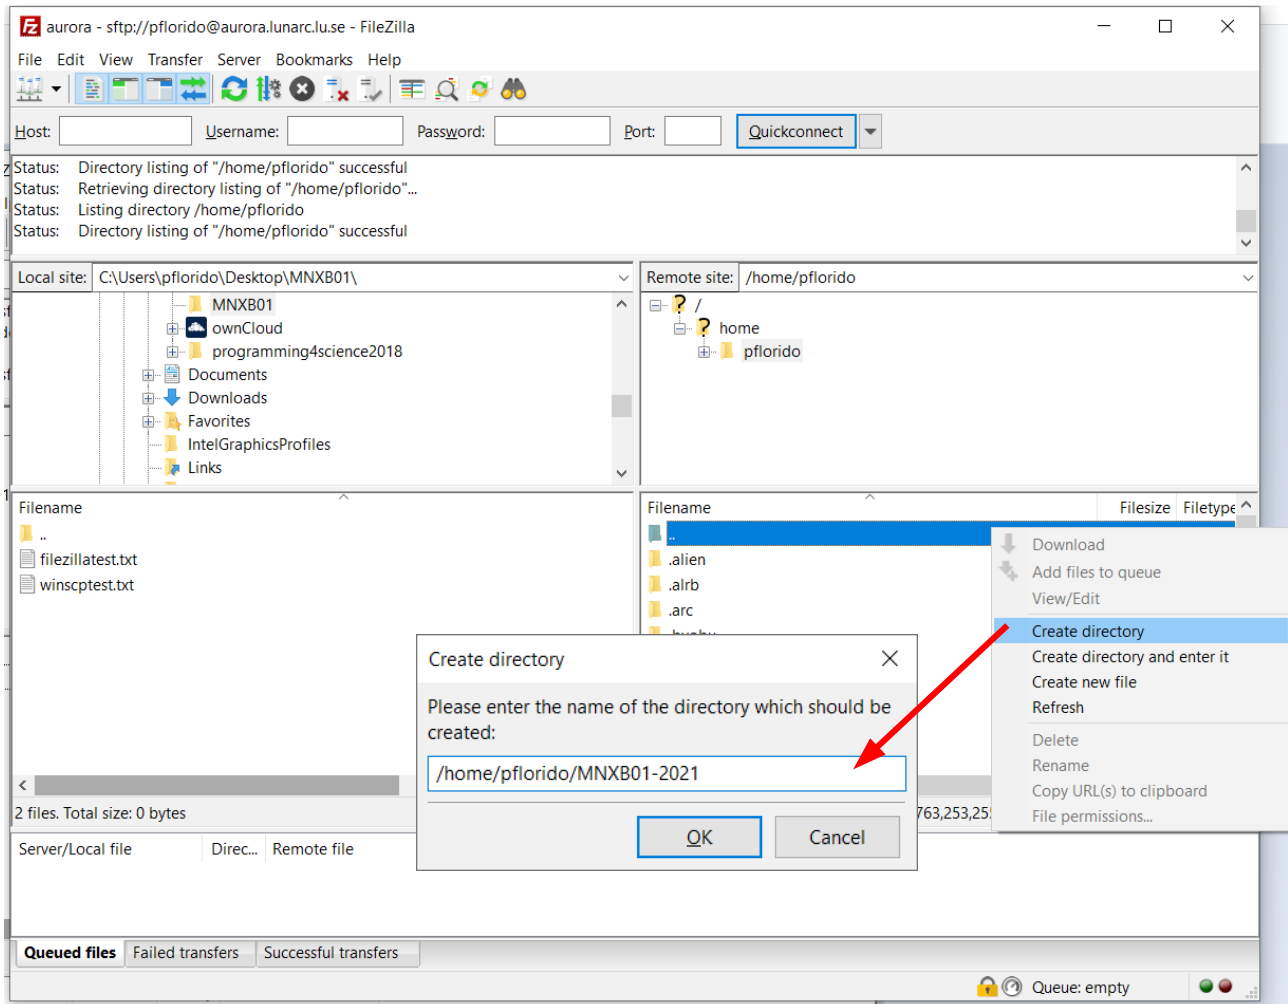 aurora - sftp://pflorido@aurora.lunarc.lu.se - FileZilla
File Edit View Transfer Server Bookmarks Help
Host: Username: Password: Port: Quickconnect
Status: Directory listing of "/home/pflorido" successful
Status: Retrieving directory listing of "/home/pflorido"...
Status: Listing directory /home/pflorido
Status: Directory listing of "/home/pflorido" successful
Local site: C:\Users\pflorido\Desktop\MNXB01\
MNXB01
ownCloud
programming4science2018
Documents
Downloads
Favorites
IntelGraphicsProfiles
Links
Remote site: /home/pflorido
/
home
pflorido
Filename
..
filezillatest.txt
winscptest.txt
2 files. Total size: 0 bytes
Filename Filesize Filetype
..
.alien
.alrb
.arc
Download
Add files to queue
View/Edit
Create directory
Create directory and enter it
Create new file
Refresh
Delete
Rename
Copy URL(s) to clipboard
File permissions...
Create directory
Please enter the name of the directory which should be
created:
/home/pflorido/MNXB01-2021
OK Cancel
Server/Local file Direc... Remote file
Queued files Failed transfers Successful transfers
Queue: empty